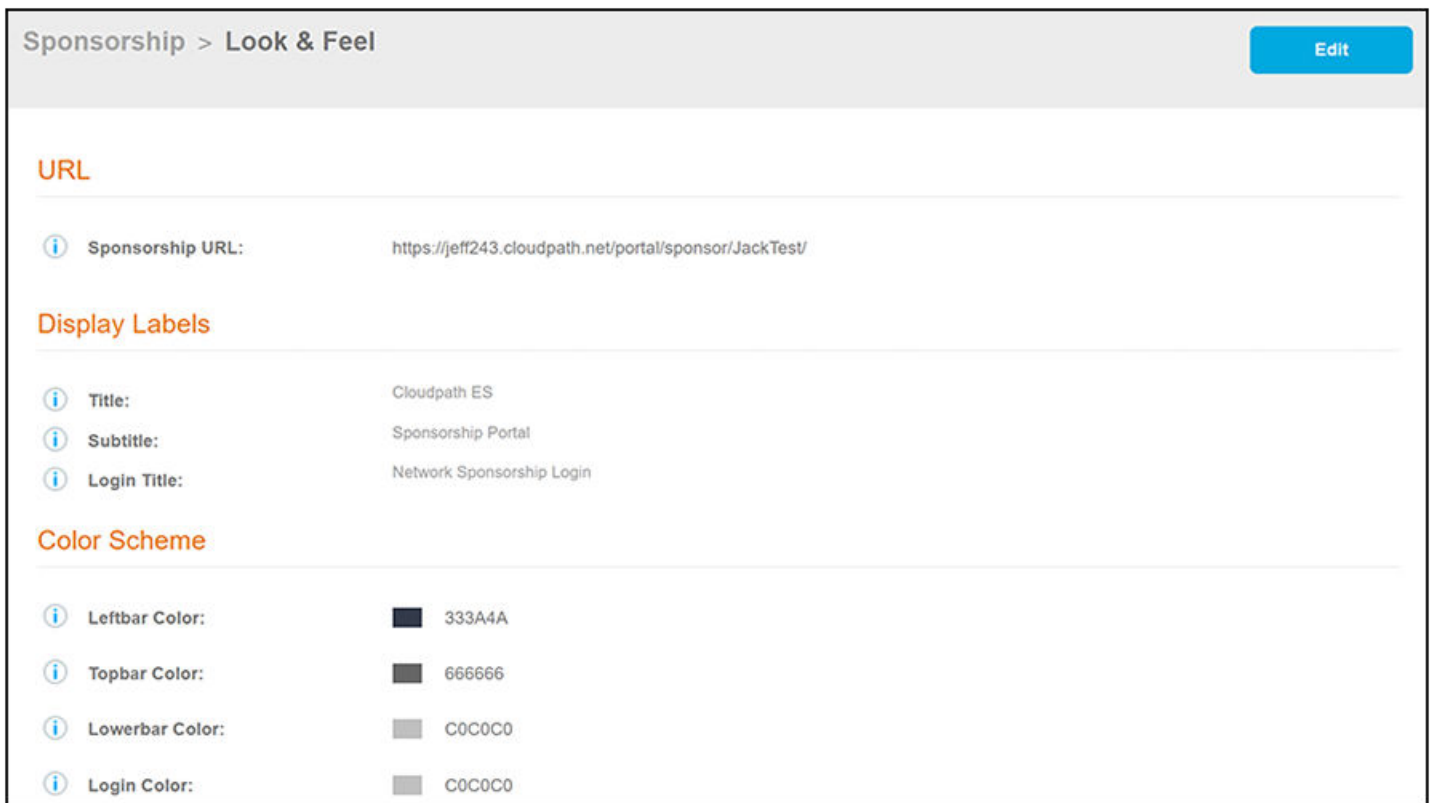 Sponsorship > Look & Feel
Edit
URL
Sponsorship URL: https://jeff243.cloudpath.net/portal/sponsor/JackTest/
Display Labels
Title: Cloudpath ES
Subtitle: Sponsorship Portal
Login Title: Network Sponsorship Login
Color Scheme
Leftbar Color: 333A4A
Topbar Color: 666666
Lowerbar Color: C0C0C0
Login Color: C0C0C0